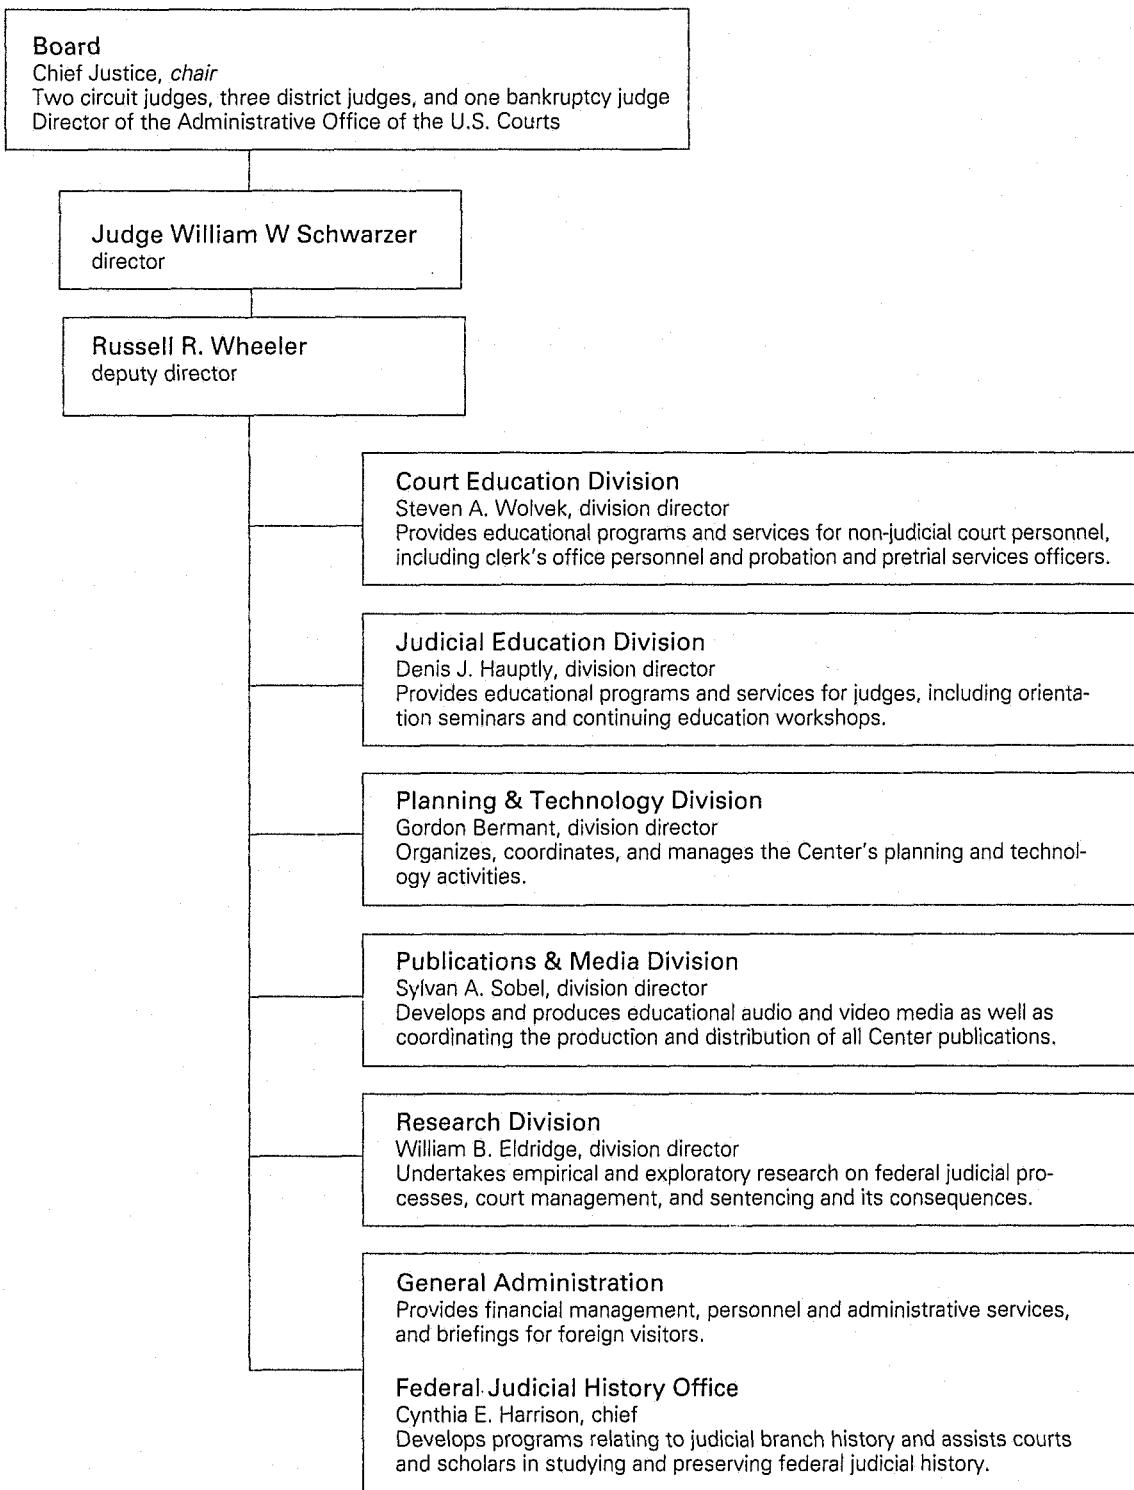 Board
Chief Justice, chair
Two circuit judges, three district judges, and one bankruptcy judge
Director of the Administrative Office of the U.S. Courts
Judge William W Schwarzer
director
Russell R. Wheeler
deputy director
Court Education Division
Steven A. Wolvek, division director
Provides educational programs and services for non-judicial court personnel,
including clerk's office personnel and probation and pretrial services officers.
Judicial Education Division
Denis J. Hauptly, division director
Provides educational programs and services for judges, including orienta-
tion seminars and continuing education workshops.
Planning & Technology Division
Gordon Bermant, division director
Organizes, coordinates, and manages the Center's planning and technol-
ogy activities.
Publications & Media Division
Sylvan A. Sobel, division director
Develops and produces educational audio and video media as well as
coordinating the production and distribution of all Center publications.
Research Division
William B. Eldridge, division director
Undertakes empirical and exploratory research on federal judicial pro-
cesses, court management, and sentencing and its consequences.
General Administration
Provides financial management, personnel and administrative services,
and briefings for foreign visitors.
Federal Judicial History Office
Cynthia E. Harrison, chief
Develops programs relating to judicial branch history and assists courts
and scholars in studying and preserving federal judicial history.